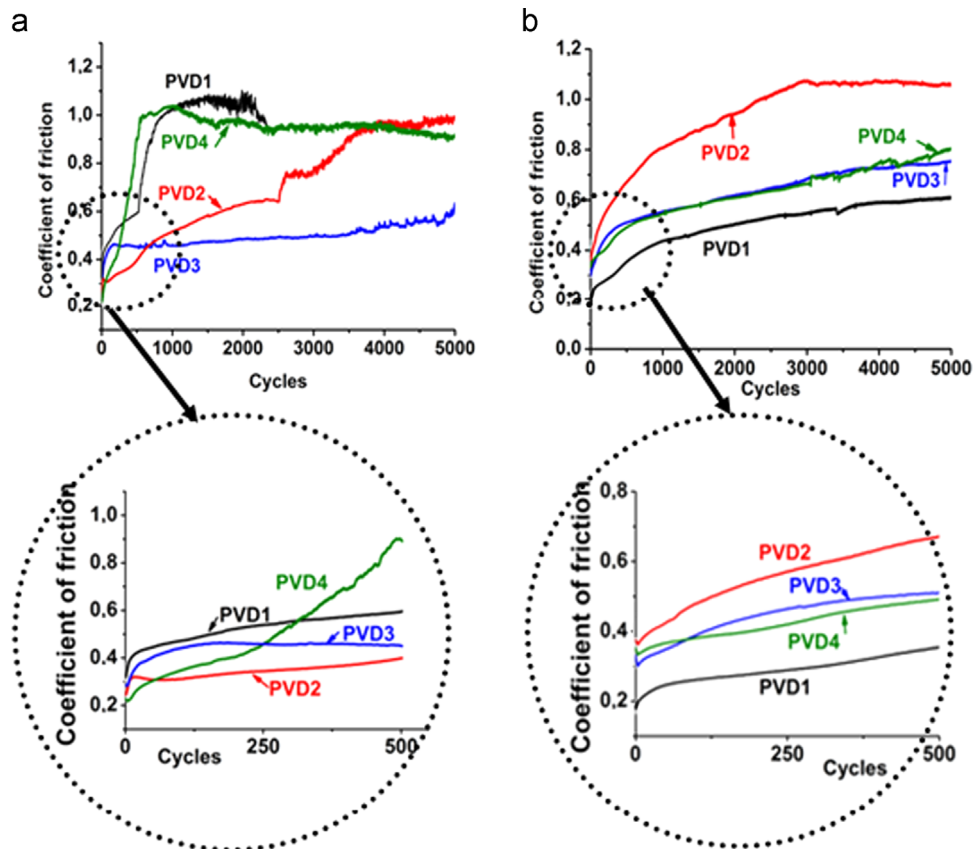 a
Coefficient of friction
1,2
1,0
0,8
0,6
0,4
0,2
0
1000
2000
3000
4000
5000
Cycles
PVD1
PVD4
PVD2
PVD3
b
Coefficient of friction
1,2
1,0
0,8
0,6
0,4
0,2
0,0
0
1000
2000
3000
4000
5000
Cycles
PVD2
PVD4
PVD3
PVD1
Coefficient of friction
1,0
0,8
0,6
0,4
0,2
0
250
500
Cycles
PVD4
PVD1
PVD3
PVD2
Coefficient of friction
0,8
0,6
0,4
0,2
0
250
500
Cycles
PVD2
PVD3
PVD4
PVD1